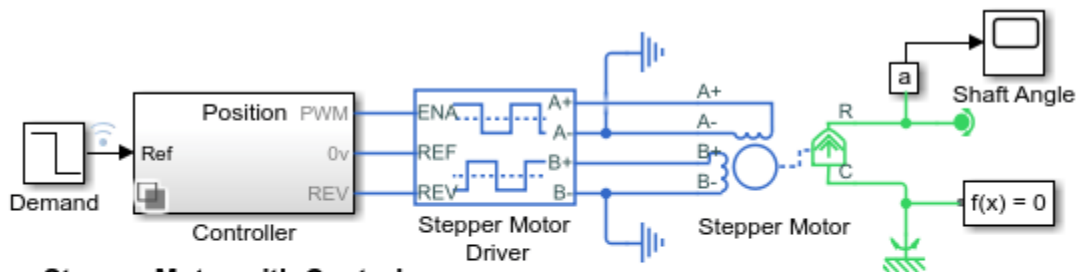 Demand
Ref
Position
PWM
0v
REV
Controller
ENA
REF
REV
A+
A-
B+
B-
Stepper Motor
Driver
A+
A-
B+
B-
Stepper Motor
R
C
a
Shaft Angle
f(x) = 0